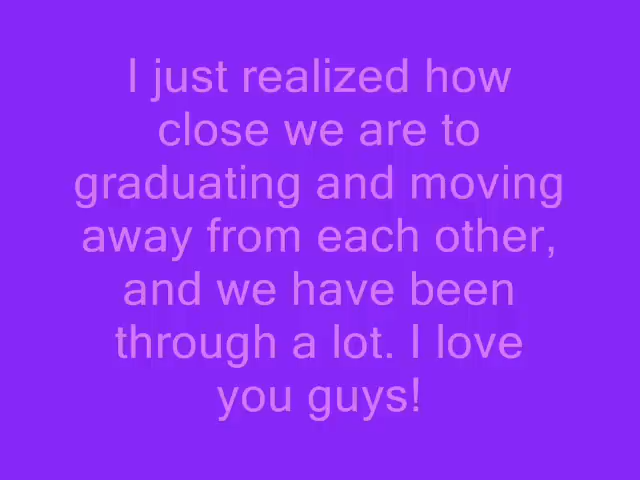 I just realized how
close we are to
graduating and moving
away from each other,
and we have been
through a lot. I love
you guys!